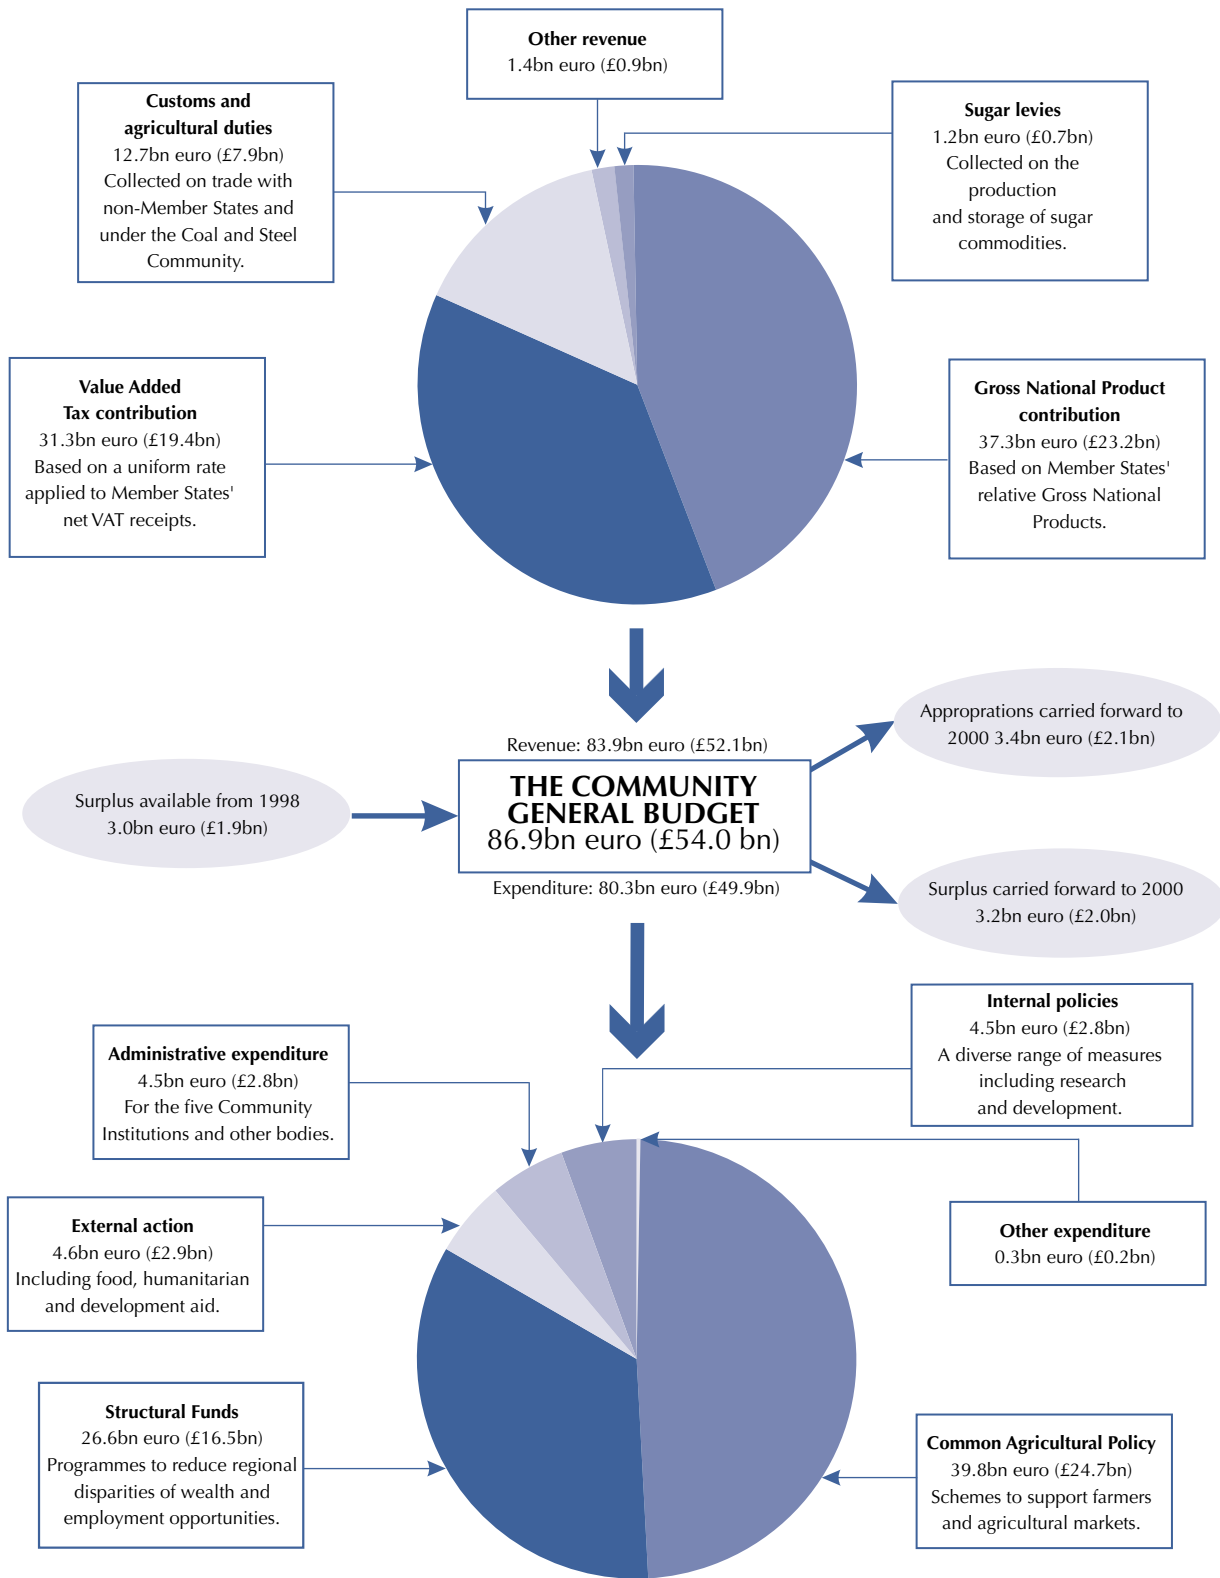 Other revenue
1.4bn euro (£0.9bn)
Customs and
agricultural duties
12.7bn euro (£7.9bn)
Collected on trade with
non-Member States and
under the Coal and Steel
Community.
Sugar levies
1.2bn euro (£0.7bn)
Collected on the
production
and storage of sugar
commodities.
Value Added
Tax contribution
31.3bn euro (£19.4bn)
Based on a uniform rate
applied to Member States'
net VAT receipts.
Gross National Product
contribution
37.3bn euro (£23.2bn)
Based on Member States'
relative Gross National
Products.
Approprations carried forward to
2000 3.4bn euro (£2.1bn)
Revenue: 83.9bn euro (£52.1bn)
Surplus available from 1998
3.0bn euro (£1.9bn)
THE COMMUNITY
GENERAL BUDGET
86.9bn euro (£54.0 bn)
Expenditure: 80.3bn euro (£49.9bn)
Surplus carried forward to 2000
3.2bn euro (£2.0bn)
Internal policies
4.5bn euro (£2.8bn)
A diverse range of measures
including research
and development.
Administrative expenditure
4.5bn euro (£2.8bn)
For the five Community
Institutions and other bodies.
External action
4.6bn euro (£2.9bn)
Including food, humanitarian
and development aid.
Other expenditure
0.3bn euro (£0.2bn)
Structural Funds
26.6bn euro (£16.5bn)
Programmes to reduce regional
disparities of wealth and
employment opportunities.
Common Agricultural Policy
39.8bn euro (£24.7bn)
Schemes to support farmers
and agricultural markets.